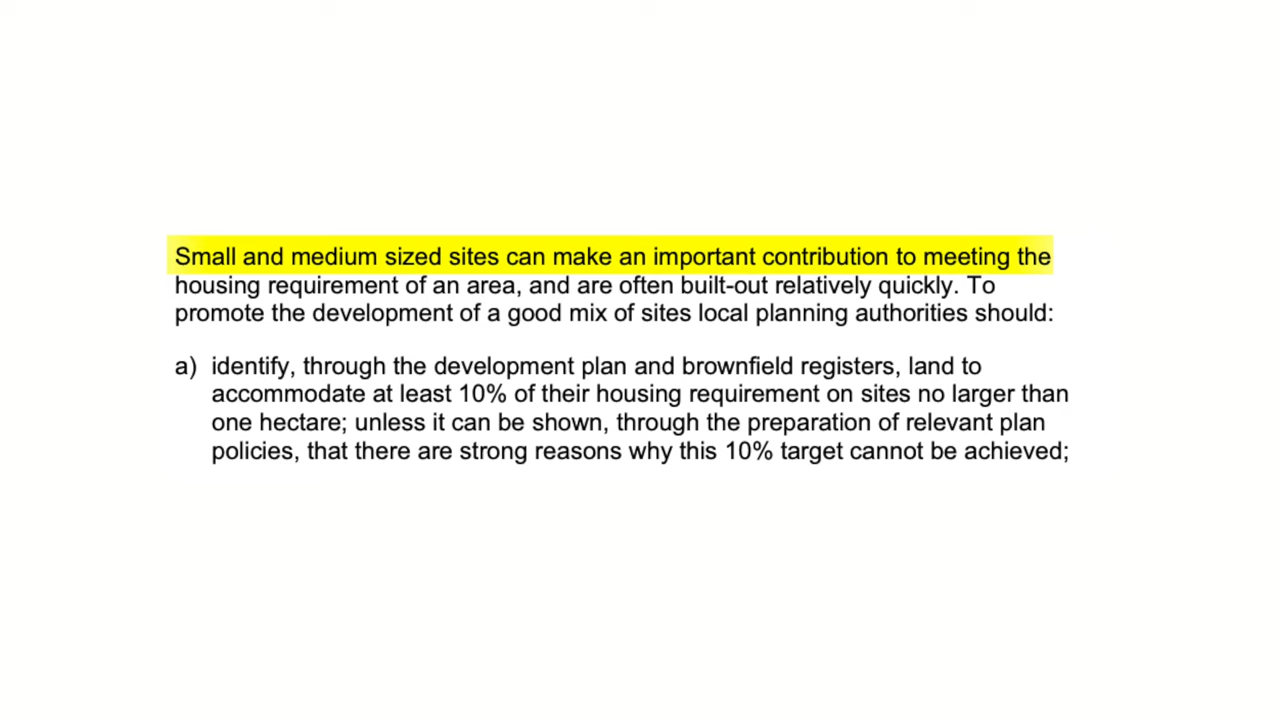 Small and medium sized sites can make an important contribution to meeting the
housing requirement of an area, and are often built-out relatively quickly. To
promote the development of a good mix of sites local planning authorities should:
a) identify, through the development plan and brownfield registers, land to
accommodate at least 10% of their housing requirement on sites no larger than
one hectare; unless it can be shown, through the preparation of relevant plan
policies, that there are strong reasons why this 10% target cannot be achieved;